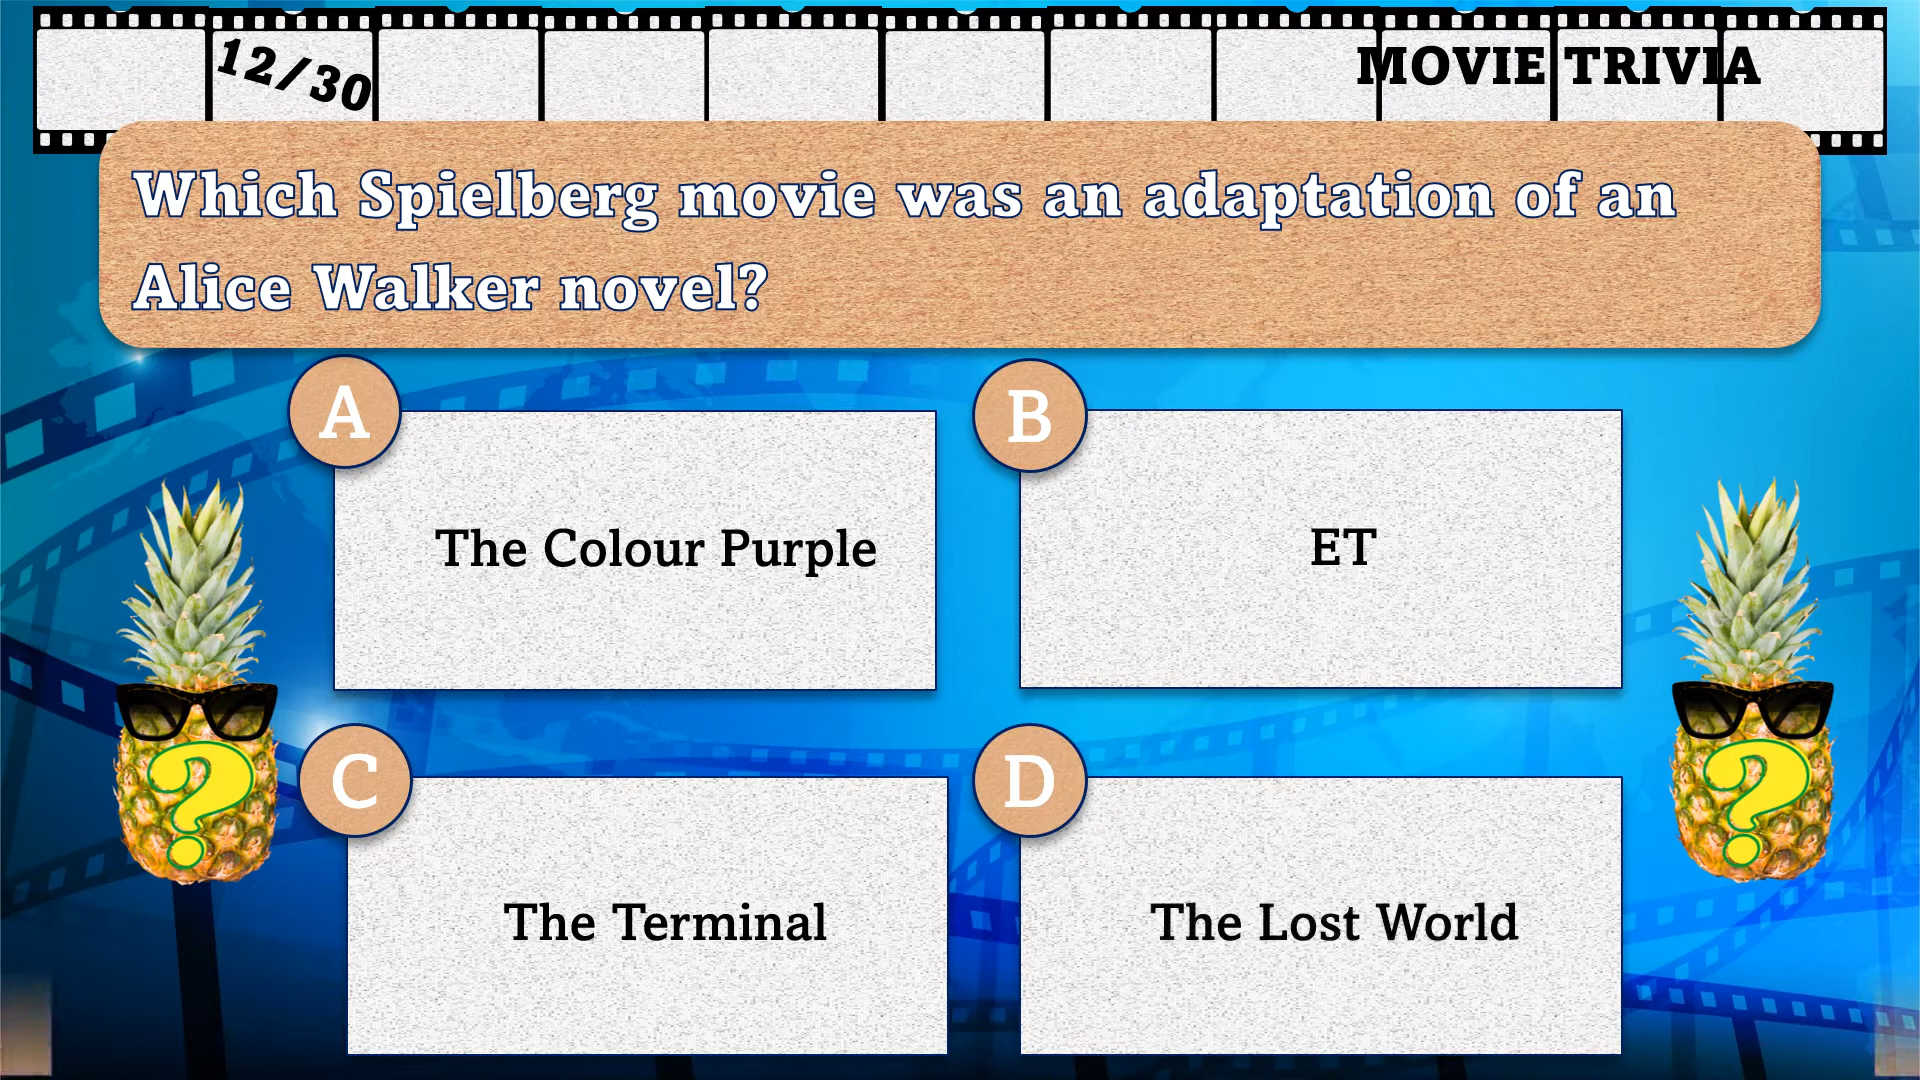 12/30
MOVIE TRIVIA
Which Spielberg movie was an adaptation of an
Alice Walker novel?
A
The Colour Purple
B
ET
C
The Terminal
D
The Lost World
?
?